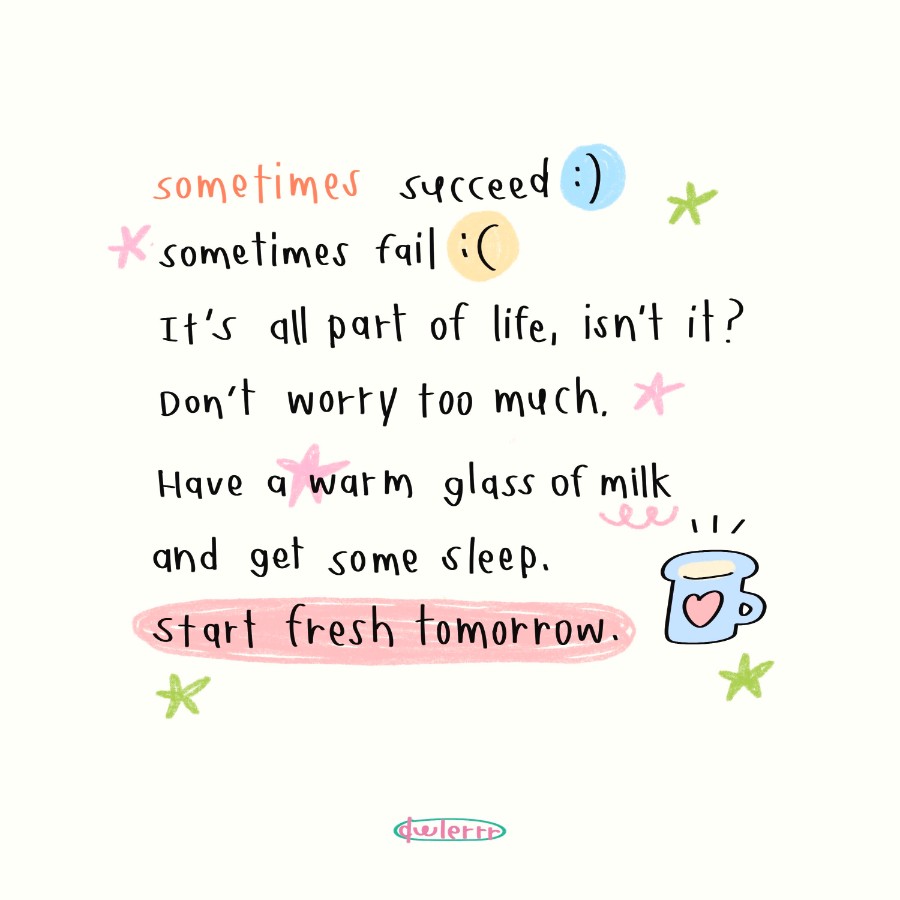 sometimes succeed :)
sometimes fail :(
It's all part of life, isn't it?
Don't worry too much.
Have a warm glass of milk
and get some sleep.
start fresh tomorrow.
dwlerrr